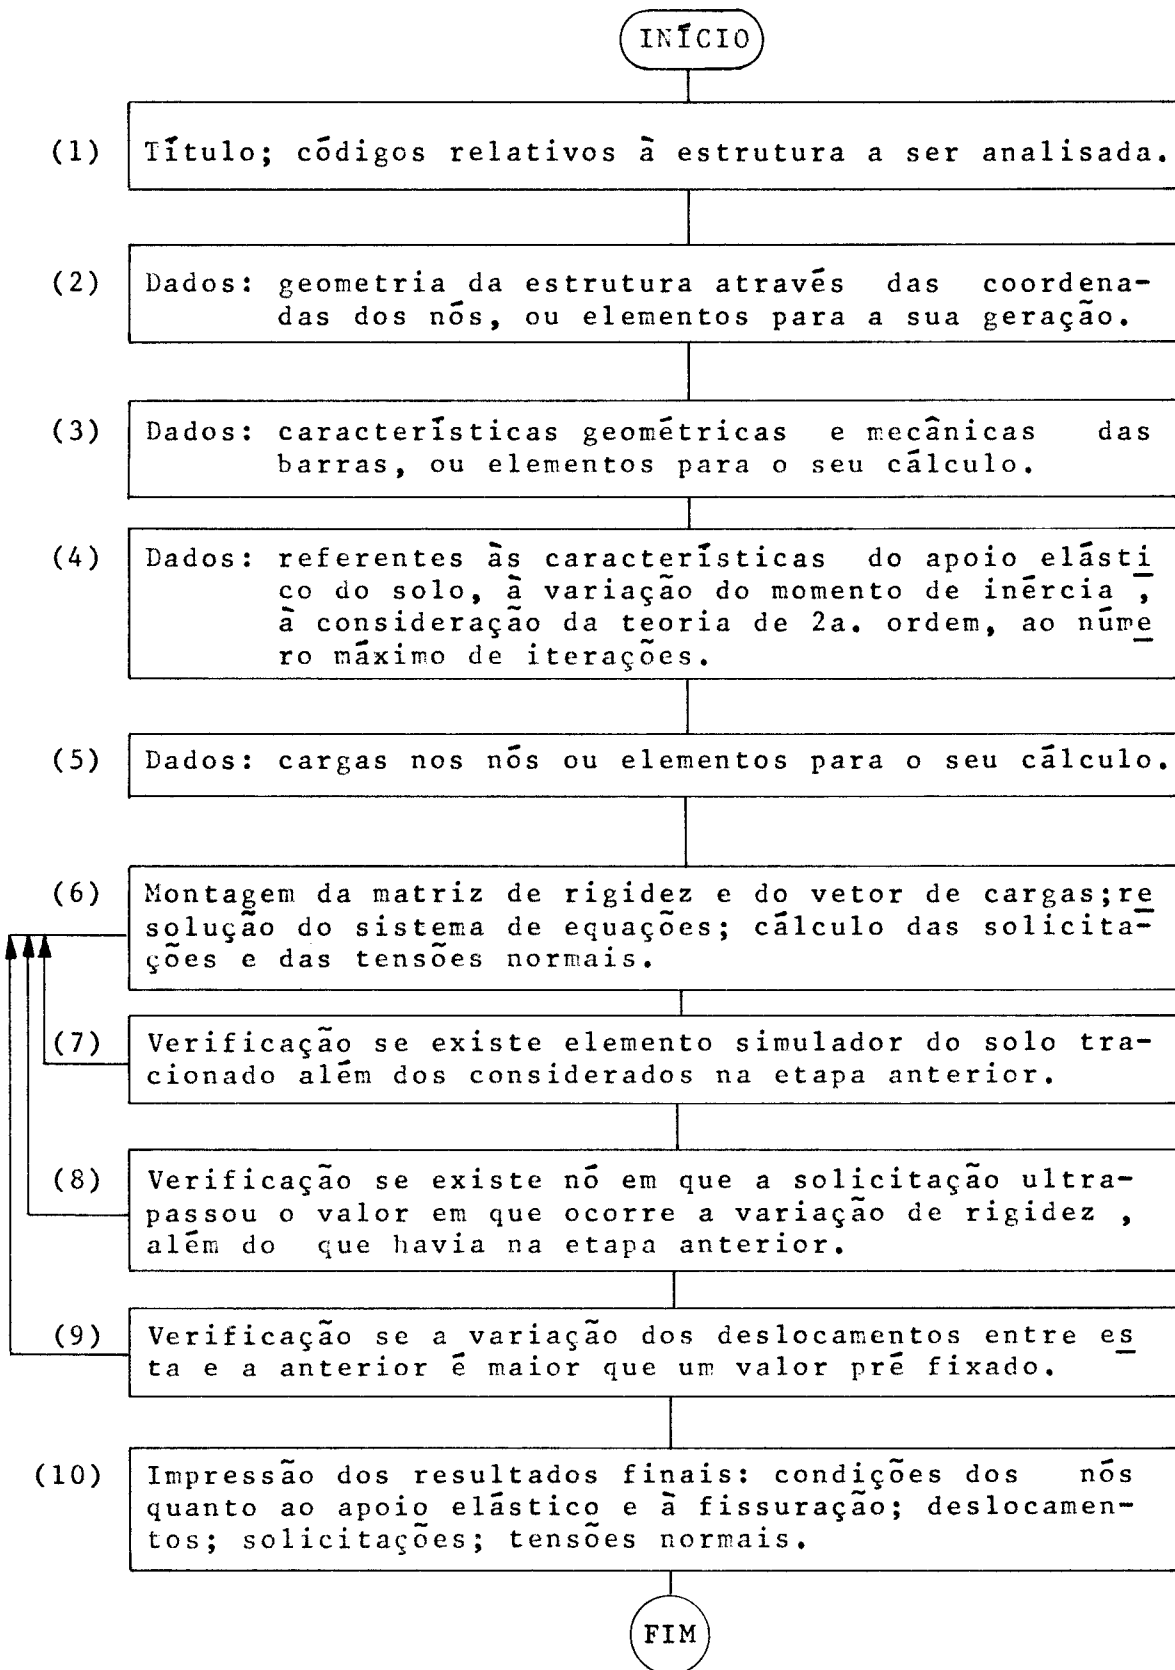 INÍCIO
(1) Título; códigos relativos à estrutura a ser analisada.
(2) Dados: geometria da estrutura através das coordena-
das dos nós, ou elementos para a sua geração.
(3) Dados: características geométricas e mecânicas das
barras, ou elementos para o seu cálculo.
(4) Dados: referentes às características do apoio elásti
co do solo, à variação do momento de inércia ,
à consideração da teoria de 2a. ordem, ao núme
ro máximo de iterações.
(5) Dados: cargas nos nós ou elementos para o seu cálculo.
(6) Montagem da matriz de rigidez e do vetor de cargas;re
solução do sistema de equações; cálculo das solicita-
ções e das tensões normais.
(7) Verificação se existe elemento simulador do solo tra-
cionado além dos considerados na etapa anterior.
(8) Verificação se existe nó em que a solicitação ultra-
passou o valor em que ocorre a variação de rigidez ,
além do que havia na etapa anterior.
(9) Verificação se a variação dos deslocamentos entre es
ta e a anterior é maior que um valor pré fixado.
(10) Impressão dos resultados finais: condições dos nós
quanto ao apoio elástico e à fissuração; deslocamen-
tos; solicitações; tensões normais.
FIM